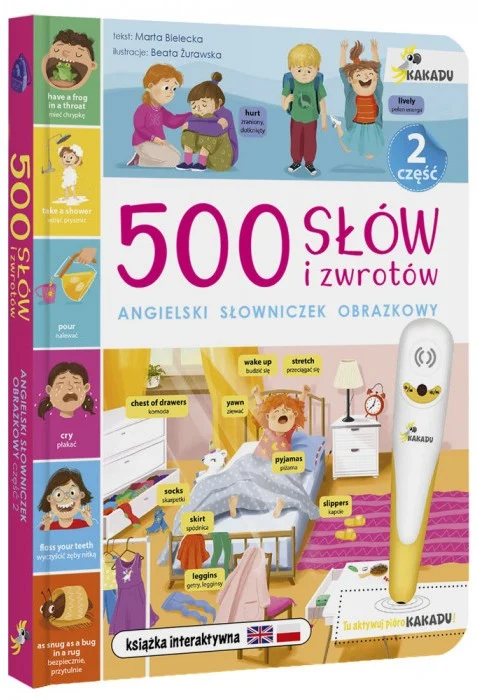 tekst: Marta Bielecka
ilustracje: Beata Żurawska
KAKADU
have a frog
in a throat
mieć chrypkę
hurt
zraniony,
dotknięty
lively
pełen energii
2
część
500 SŁÓW
i zwrotów
ANGIELSKI SŁOWNICZEK OBRAZKOWY
take a shower
wziąć prysznic
pour
nalewać
cry
płakać
floss your teeth
wyczyścić zęby nitką
as snug as a bug
in a rug
bezpiecznie,
przytulnie
500 SŁÓW
i zwrotów
ANGIELSKI SŁOWNICZEK
OBRAZKOWY część 2
wake up
budzić się
stretch
przeciągać się
chest of drawers
komoda
yawn
ziewać
pyjamas
piżama
socks
skarpetki
slippers
kapcie
skirt
spódnica
leggins
getry, legginsy
KAKADU
książka interaktywna
Tu aktywuj pióro KAKADU!